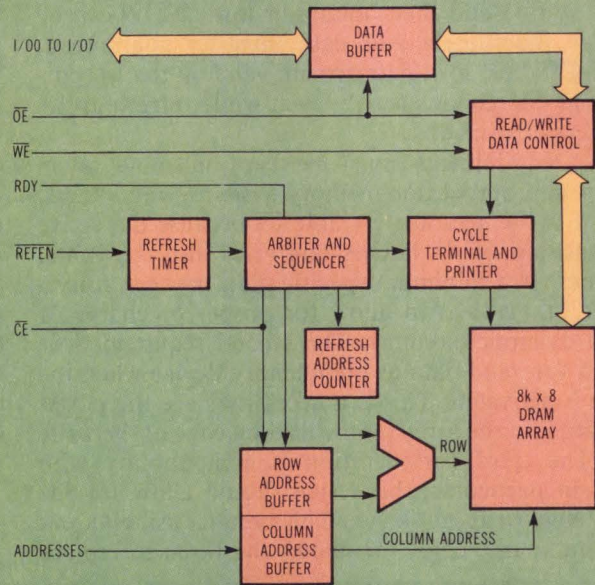 I/O0 TO I/O7
DATA
BUFFER
OE
WE
READ/WRITE
DATA CONTROL
RDY
REFEN
REFRESH
TIMER
ARBITER AND
SEQUENCER
CYCLE
TERMINAL AND
PRINTER
CE
REFRESH
ADDRESS
COUNTER
8k x 8
DRAM
ARRAY
ROW
ROW
ADDRESS
BUFFER
COLUMN
ADDRESS
BUFFER
ADDRESSES
COLUMN ADDRESS